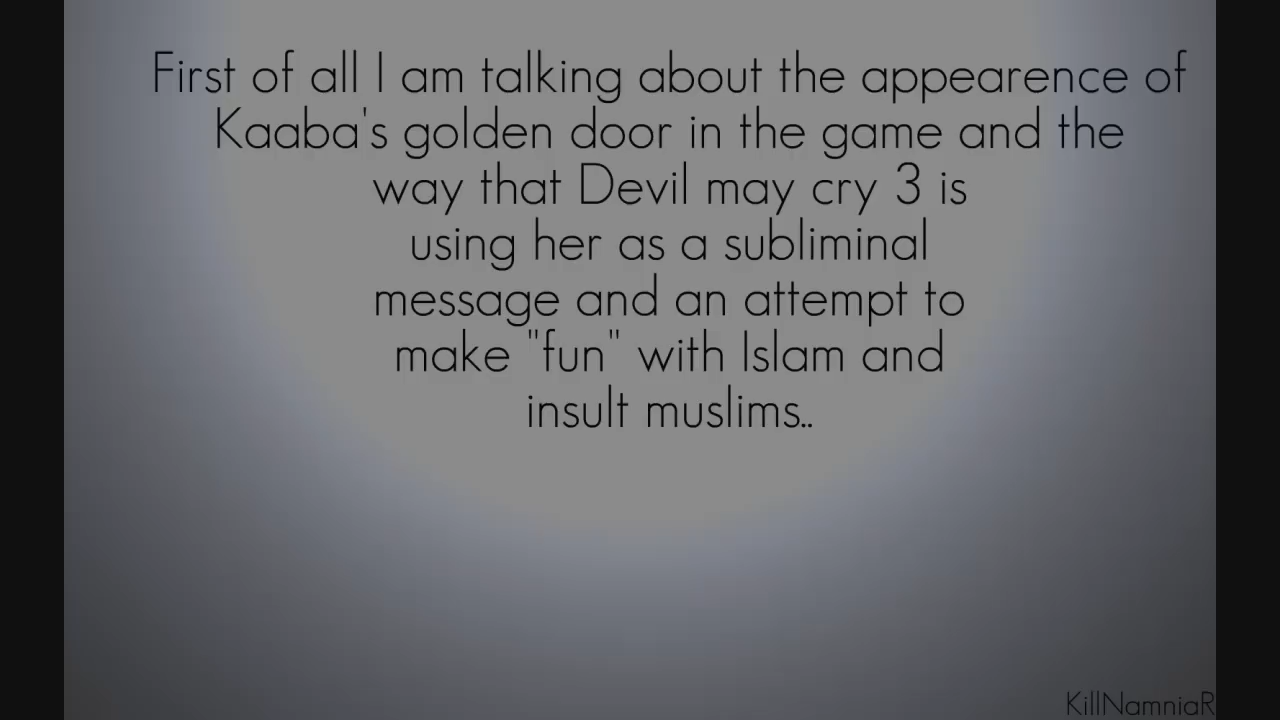 First of all I am talking about the appearence of
Kaaba's golden door in the game and the
way that Devil may cry 3 is
using her as a subliminal
message and an attempt to
make "fun" with Islam and
insult muslims..
KillNamniaR